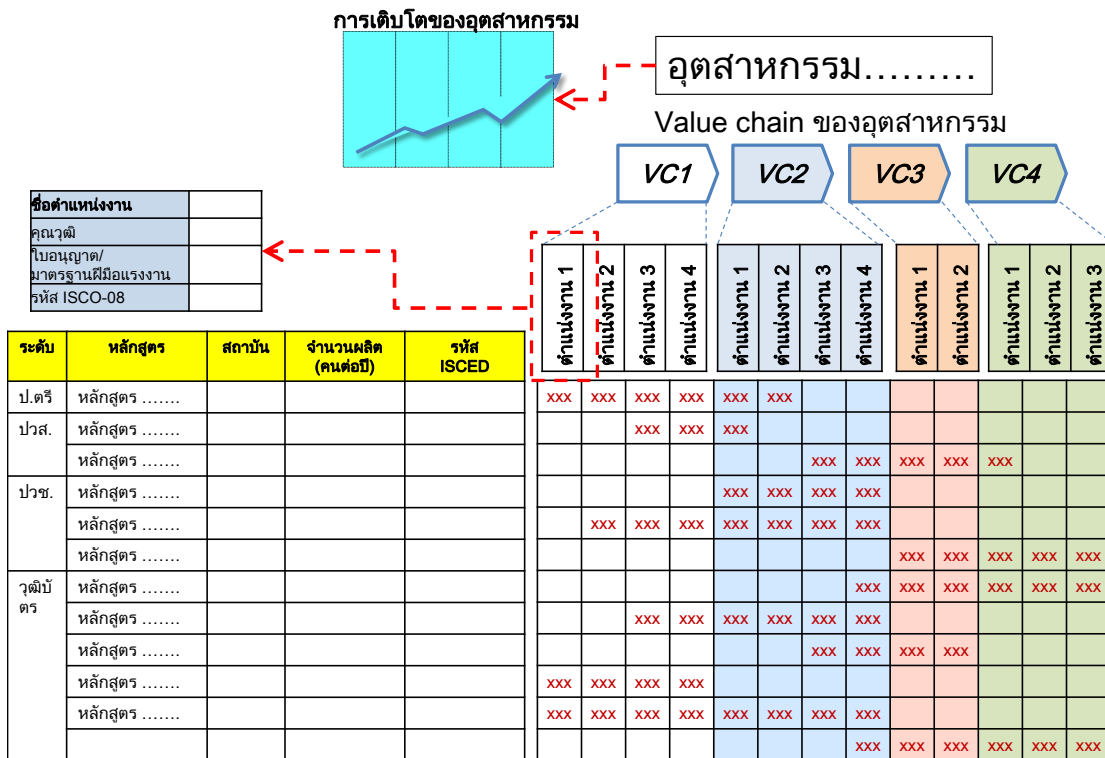 การเติบโตของอุตสาหกรรม
อุตสาหกรรม.........
Value chain ของอุตสาหกรรม
VC1 VC2 VC3 VC4
ชื่อตำแหน่งงาน
คุณวุฒิ
ใบอนุญาต/
มาตรฐานฝีมือแรงงาน
รหัส ISCO-08
ตำแน่งงาน 1 ตำแน่งงาน 2 ตำแน่งงาน 3 ตำแน่งงาน 4 ตำแน่งงาน 1 ตำแน่งงาน 2 ตำแน่งงาน 3 ตำแน่งงาน 4 ตำแน่งงาน 1 ตำแน่งงาน 2 ตำแน่งงาน 1 ตำแน่งงาน 2 ตำแน่งงาน 3
ระดับ หลักสูตร สถาบัน จำนวนผลิต (คนต่อปี) รหัส ISCED
ป.ตรี หลักสูตร ....... xxx xxx xxx xxx xxx xxx
ปวส. หลักสูตร ....... xxx xxx xxx
หลักสูตร ....... xxx xxx xxx xxx xxx
ปวช. หลักสูตร ....... xxx xxx xxx xxx
หลักสูตร ....... xxx xxx xxx xxx xxx xxx xxx
หลักสูตร ....... xxx xxx xxx xxx xxx
วุฒิบัตร หลักสูตร ....... xxx xxx xxx xxx xxx xxx
หลักสูตร ....... xxx xxx xxx xxx xxx xxx
หลักสูตร ....... xxx xxx xxx xxx
หลักสูตร ....... xxx xxx xxx xxx
หลักสูตร ....... xxx xxx xxx xxx xxx xxx xxx xxx
xxx xxx xxx xxx xxx xxx